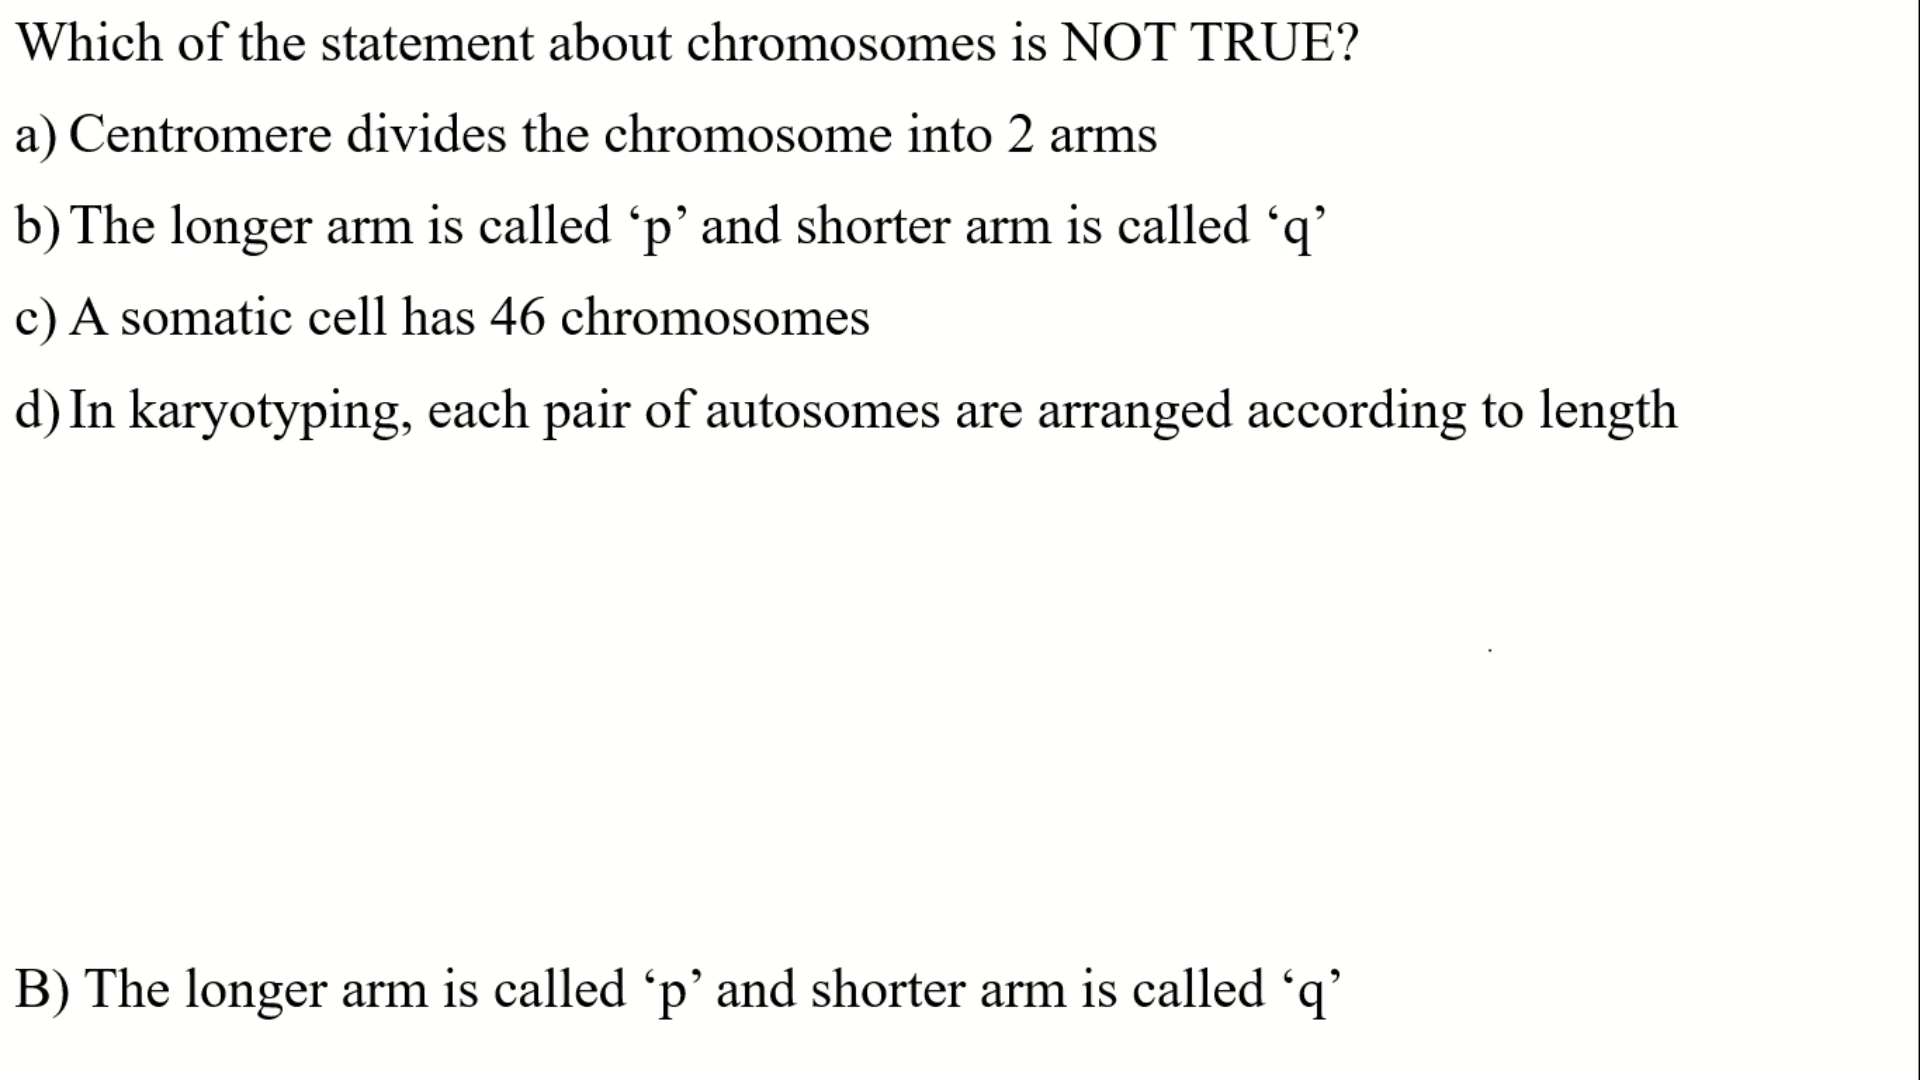 Which of the statement about chromosomes is NOT TRUE?
a) Centromere divides the chromosome into 2 arms
b) The longer arm is called ‘p’ and shorter arm is called ‘q’
c) A somatic cell has 46 chromosomes
d) In karyotyping, each pair of autosomes are arranged according to length
B) The longer arm is called ‘p’ and shorter arm is called ‘q’